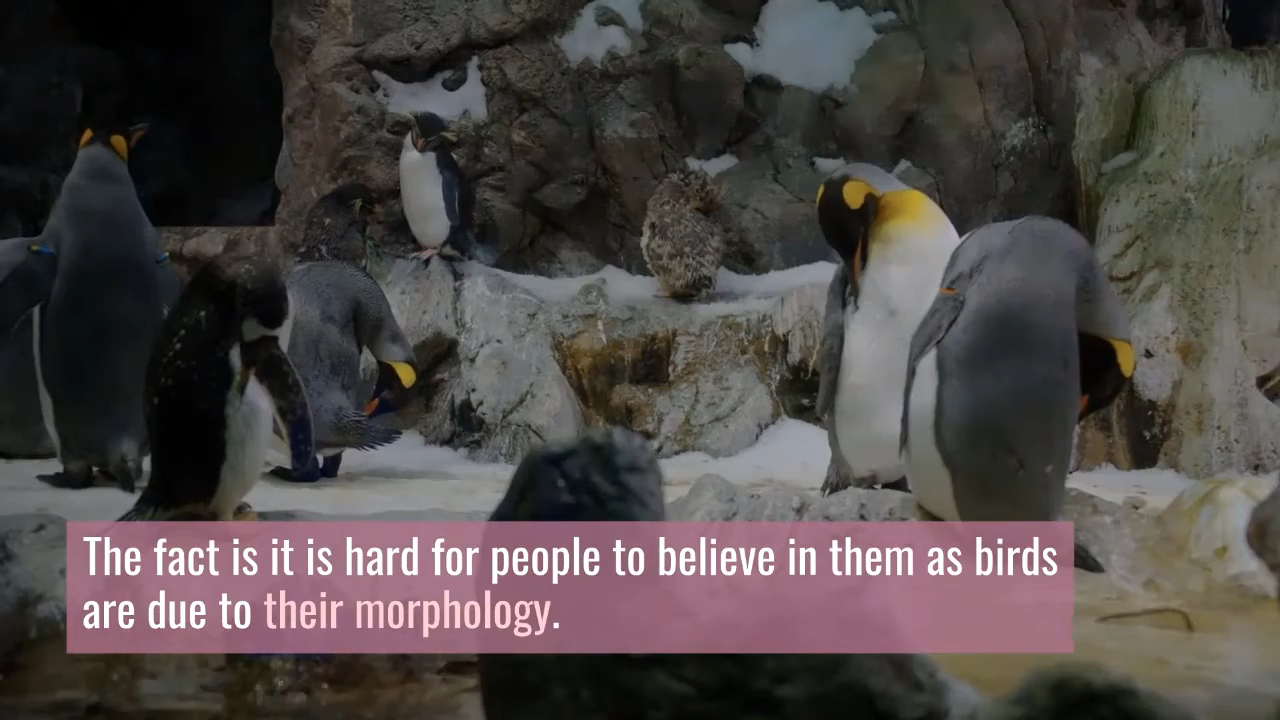 The fact is it is hard for people to believe in them as birds
are due to their morphology.